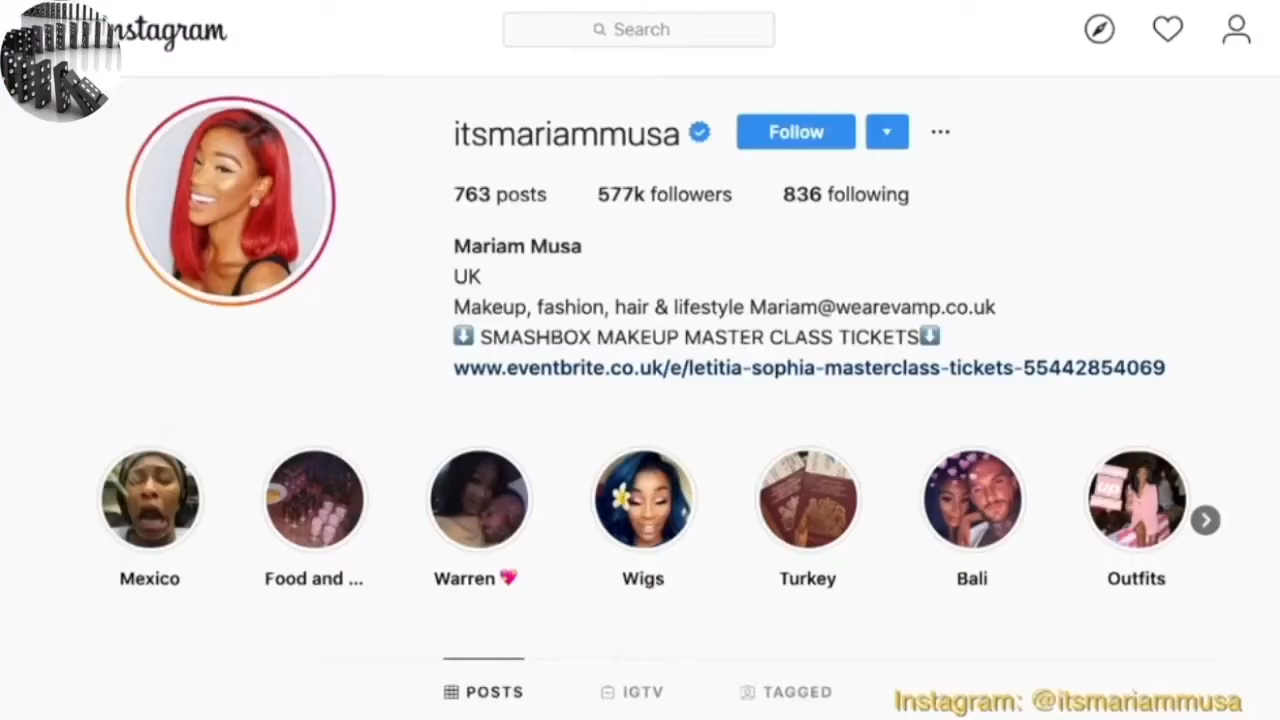 Instagram
Search
itsmariammusa
Follow
763 posts 577k followers 836 following
Mariam Musa
UK
Makeup, fashion, hair & lifestyle Mariam@wearevamp.co.uk
⬇️ SMASHBOX MAKEUP MASTER CLASS TICKETS⬇️
www.eventbrite.co.uk/e/letitia-sophia-masterclass-tickets-55442854069
Mexico Food and ... Warren 💖 Wigs Turkey Bali Outfits
POSTS IGTV TAGGED
Instagram: @itsmariammusa